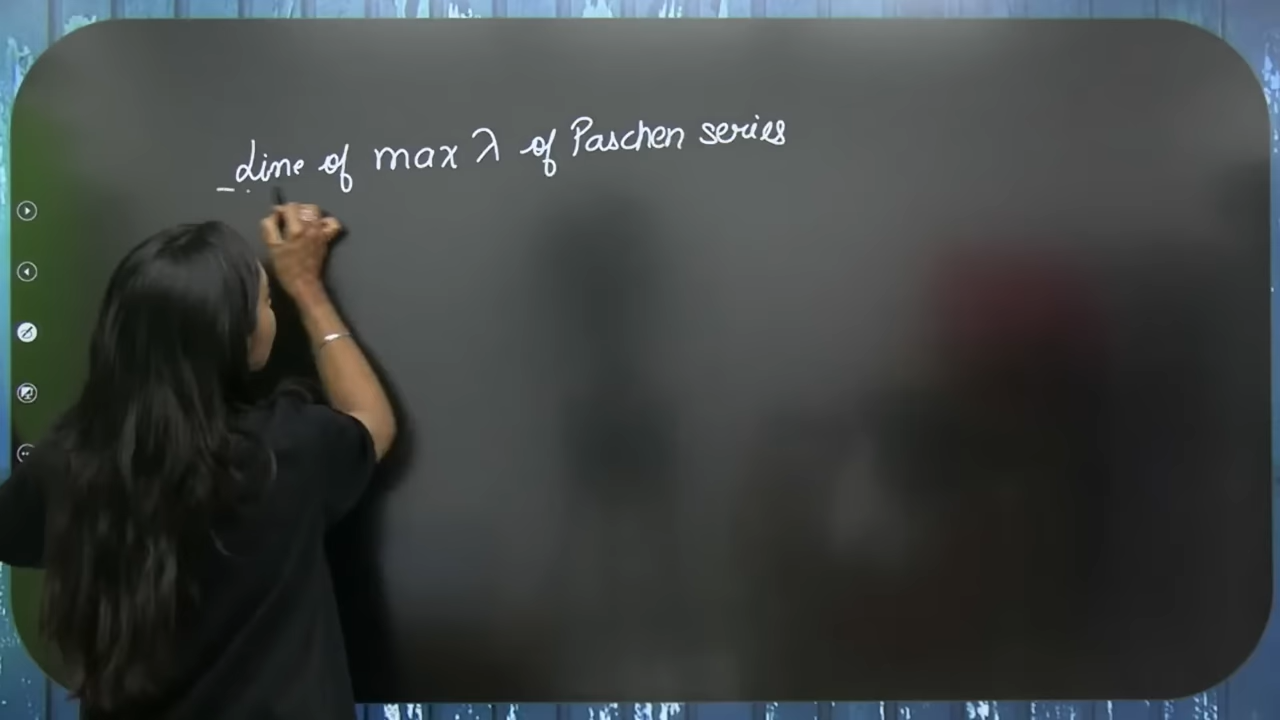 Line of max λ of Paschen series